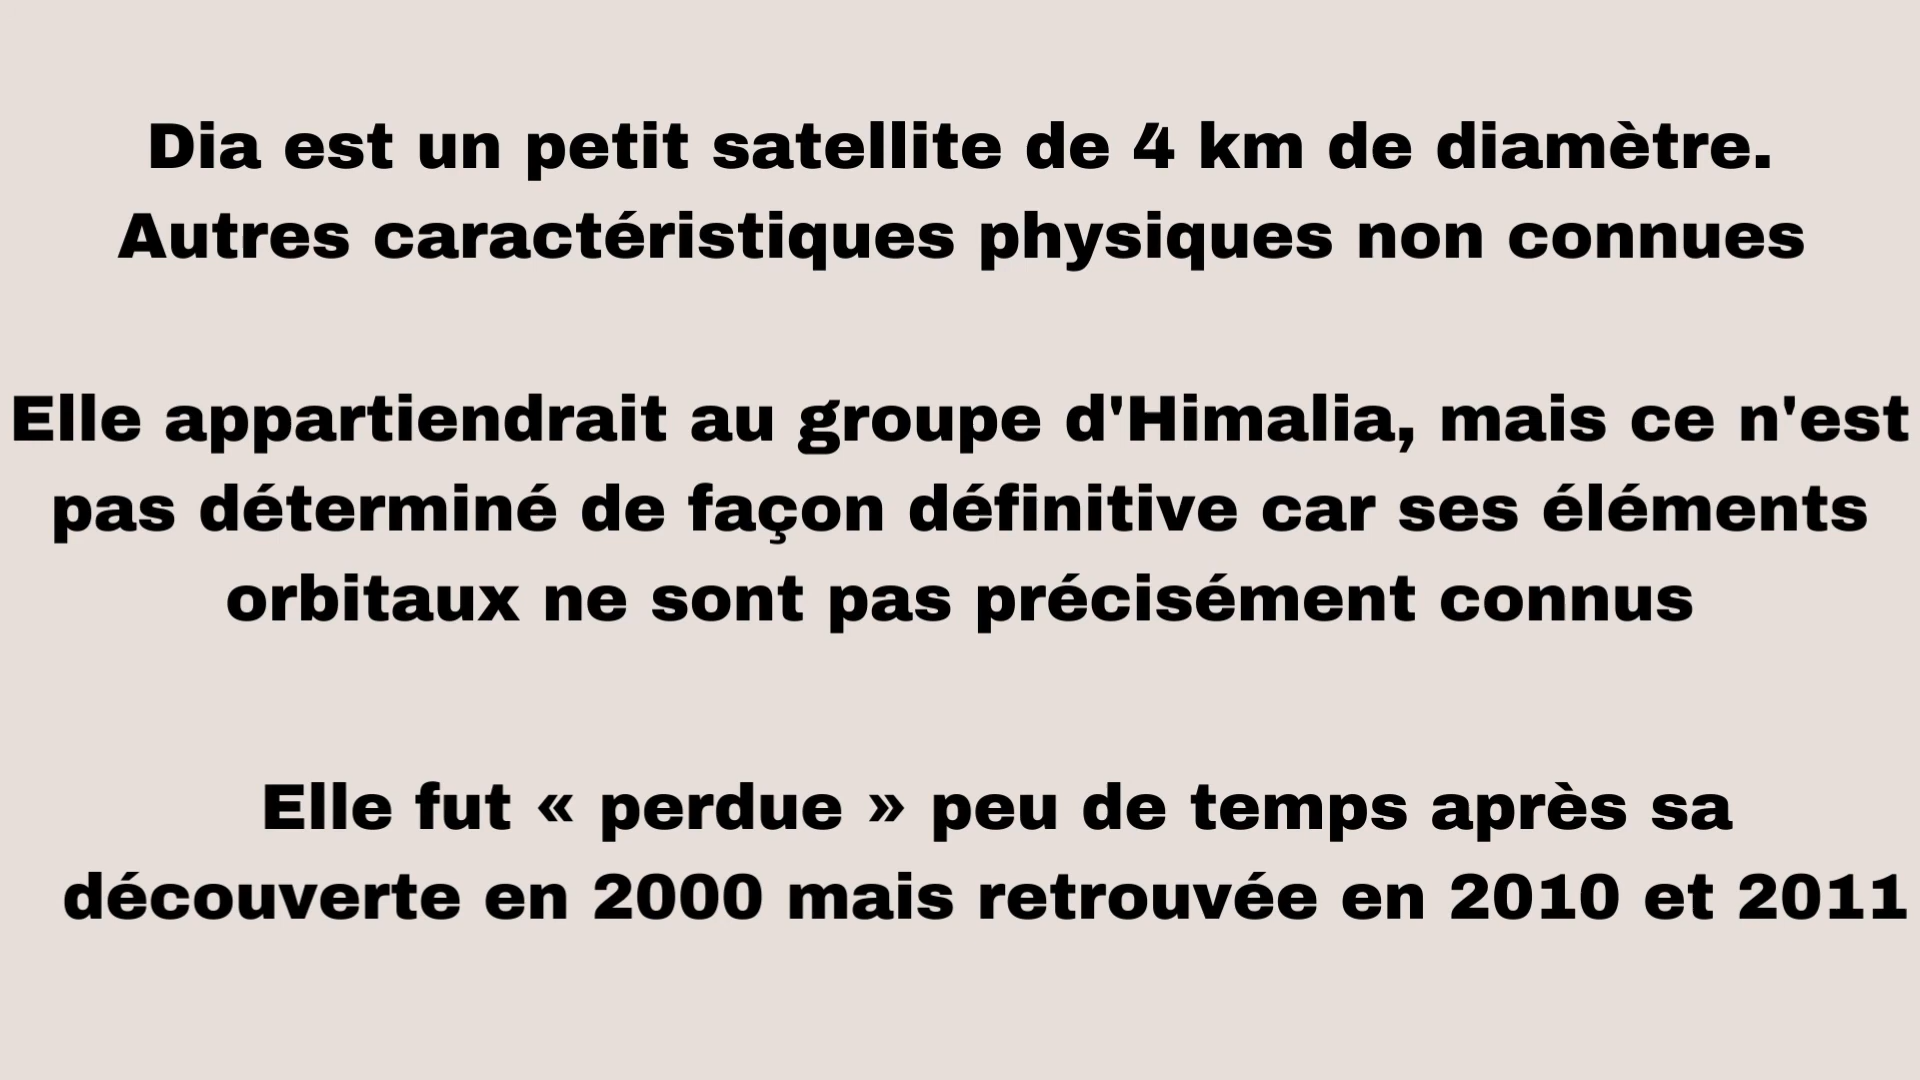 Dia est un petit satellite de 4 km de diamètre.
Autres caractéristiques physiques non connues
Elle appartiendrait au groupe d'Himalia, mais ce n'est
pas déterminé de façon définitive car ses éléments
orbitaux ne sont pas précisément connus
Elle fut « perdue » peu de temps après sa
découverte en 2000 mais retrouvée en 2010 et 2011